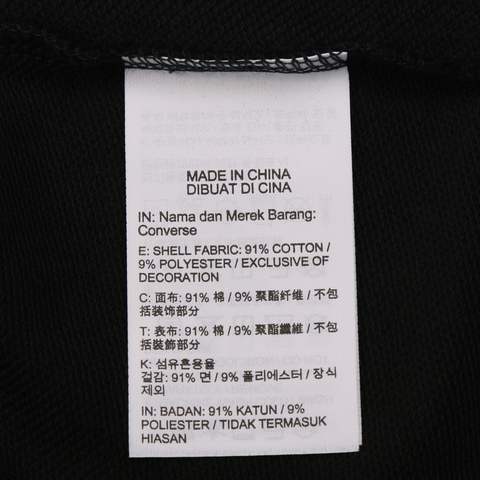 MADE IN CHINA
DIBUAT DI CINA
IN: Nama dan Merek Barang:
Converse
E: SHELL FABRIC: 91% COTTON /
9% POLYESTER / EXCLUSIVE OF
DECORATION
C: 面布: 91% 棉 / 9% 聚酯纤维 / 不包
括装饰部分
T: 表布: 91% 棉 / 9% 聚酯纖維 / 不包
括裝飾部分
K: 섬유혼용율
겉감: 91% 면 / 9% 폴리에스터 / 장식
제외
IN: BADAN: 91% KATUN / 9%
POLIESTER / TIDAK TERMASUK
HIASAN